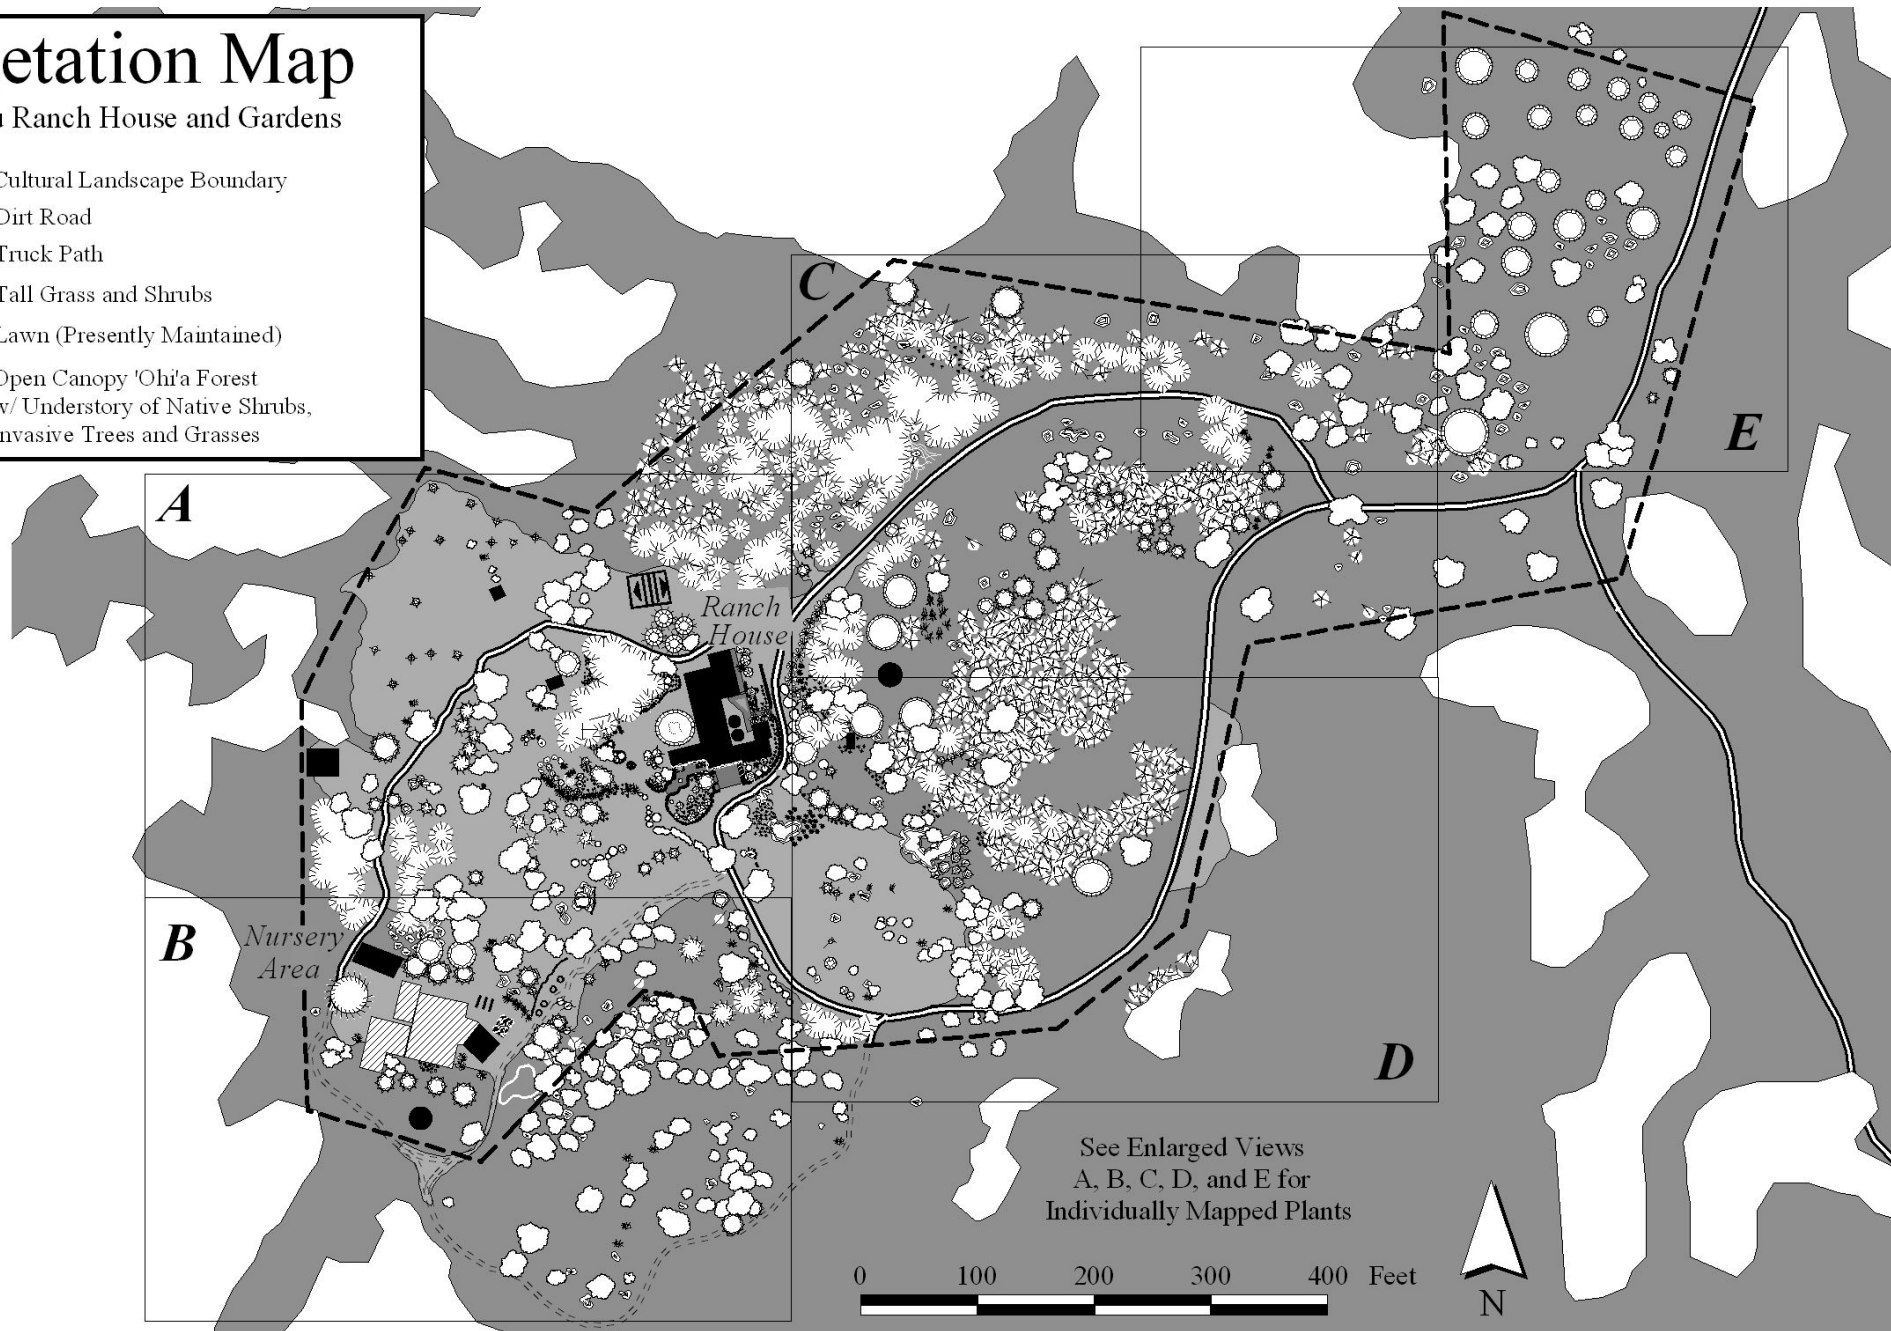 etation Map
Ranch House and Gardens
Cultural Landscape Boundary
Dirt Road
Truck Path
Tall Grass and Shrubs
Lawn (Presently Maintained)
Open Canopy 'Ohi'a Forest
w/ Understory of Native Shrubs,
Invasive Trees and Grasses
C
E
A
Ranch
House
B
Nursery
Area
D
See Enlarged Views
A, B, C, D, and E for
Individually Mapped Plants
0 100 200 300 400 Feet
N